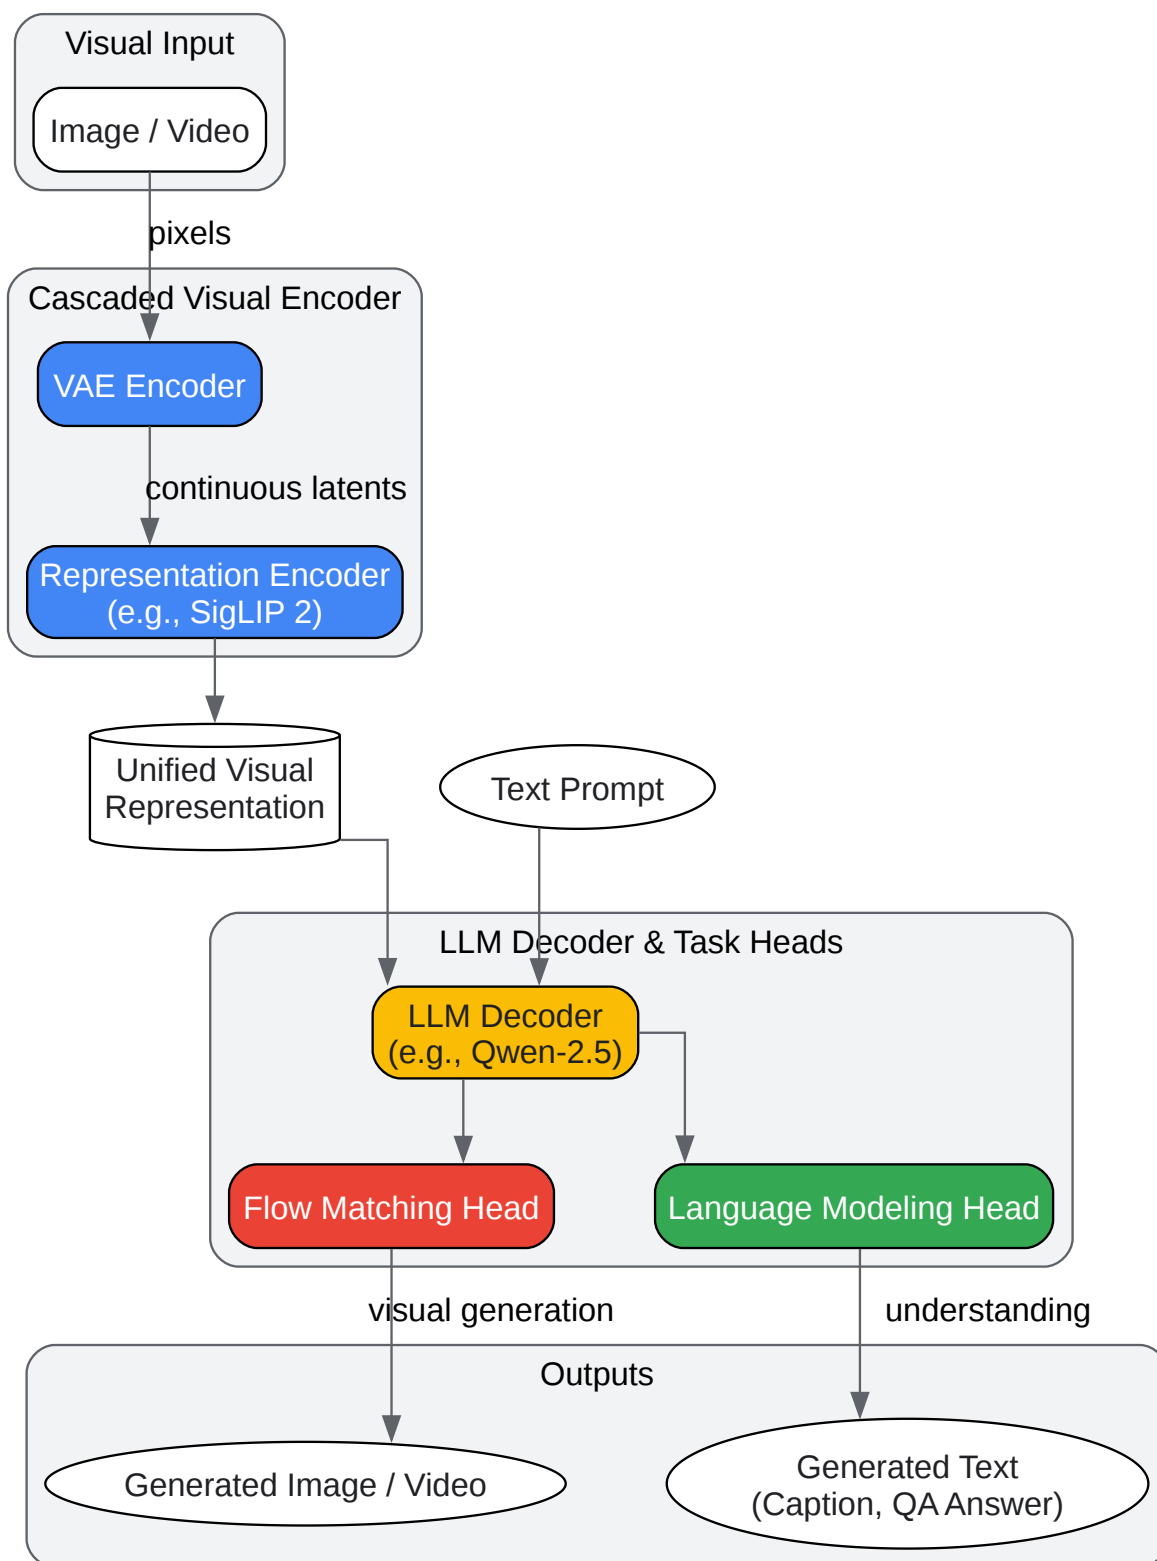 Visual Input
Image / Video
pixels
Cascaded Visual Encoder
VAE Encoder
continuous latents
Representation Encoder
(e.g., SigLIP 2)
Unified Visual
Representation
Text Prompt
LLM Decoder & Task Heads
LLM Decoder
(e.g., Qwen-2.5)
Flow Matching Head
Language Modeling Head
visual generation
understanding
Outputs
Generated Image / Video
Generated Text
(Caption, QA Answer)